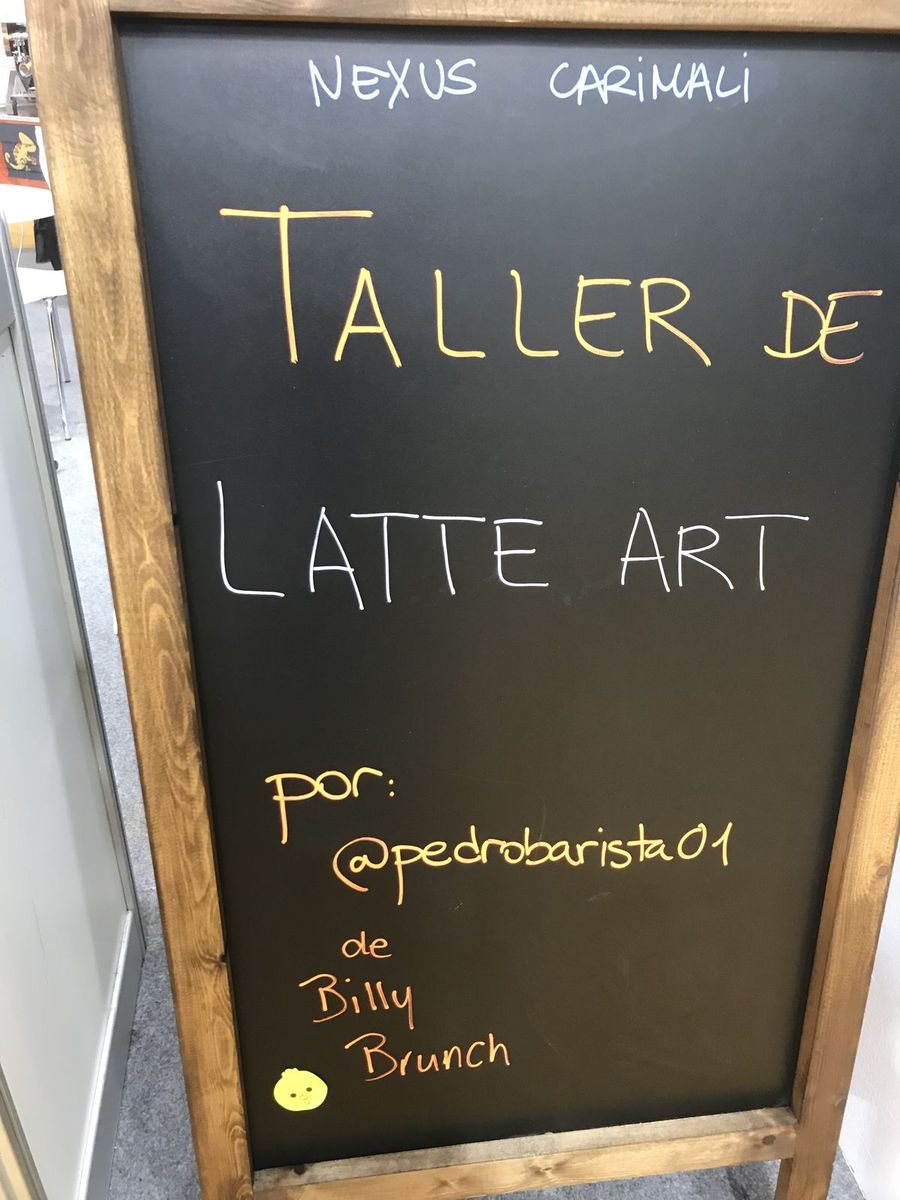 NEXUS CARIMALI
TALLER DE
LATTE ART
por:
@pedrobarista01
de
Billy
Brunch